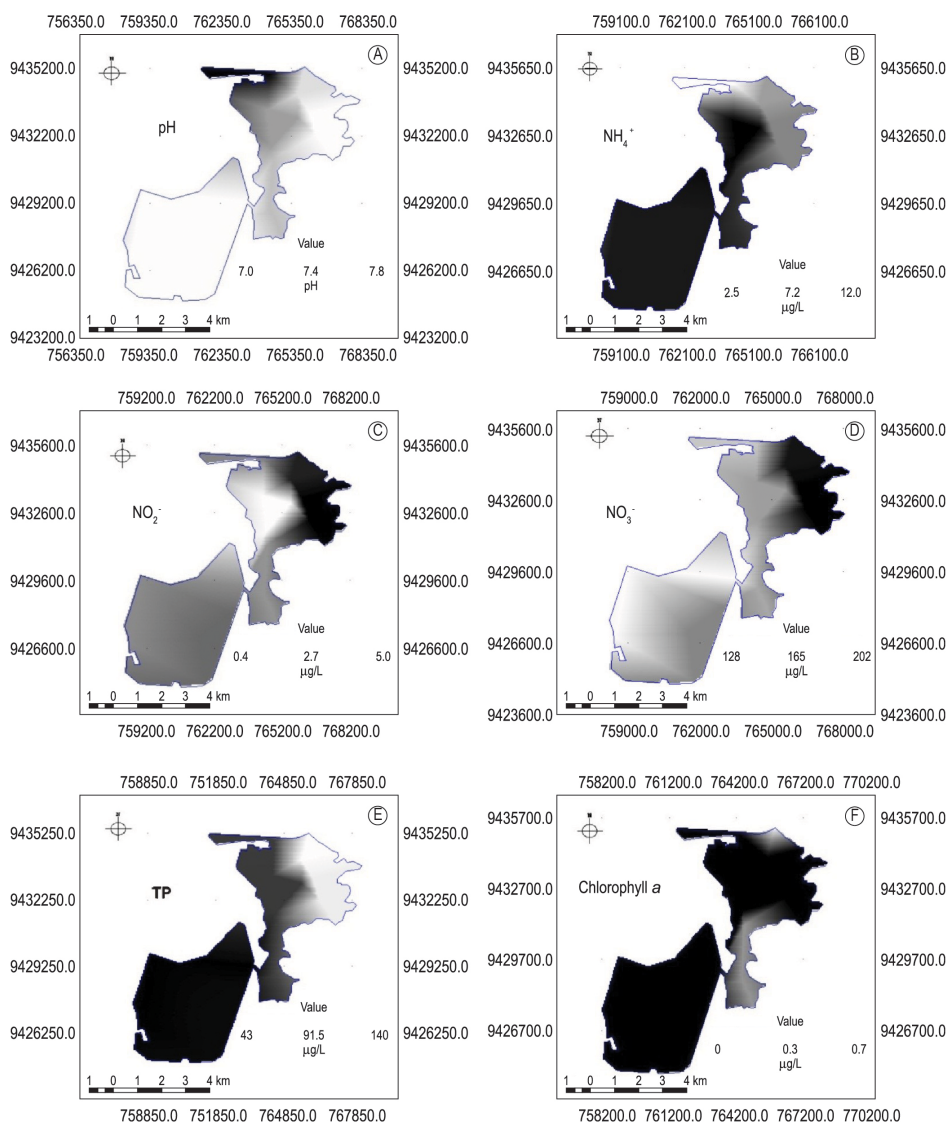 756350.0 759350.0 762350.0 765350.0 768350.0
9435200.0
9432200.0
9429200.0
9426200.0
9423200.0
A
pH
Value
7.0 7.4 7.8
pH
1 0 1 2 3 4 km
9435200.0
9432200.0
9429200.0
9426200.0
9423200.0
756350.0 759350.0 762350.0 765350.0 768350.0
759100.0 762100.0 765100.0 766100.0
9435650.0
9432650.0
9429650.0
9426650.0
B
NH₄⁺
Value
2.5 7.2 12.0
µg/L
1 0 1 2 3 4 km
9435650.0
9432650.0
9429650.0
9426650.0
759100.0 762100.0 765100.0 766100.0
759200.0 762200.0 765200.0 768200.0
9435600.0
9432600.0
9429600.0
9426600.0
C
NO₂⁻
Value
0.4 2.7 5.0
µg/L
1 0 1 2 3 4 km
9435600.0
9432600.0
9429600.0
9426600.0
759200.0 762200.0 765200.0 768200.0
759000.0 762000.0 765000.0 768000.0
D
NO₃⁻
Value
128 165 202
µg/L
1 0 1 2 3 4 km
9435600.0
9432600.0
9429600.0
9426600.0
9423600.0
759000.0 762000.0 765000.0 768000.0
758850.0 751850.0 764850.0 767850.0
9435250.0
9432250.0
9429250.0
9426250.0
E
TP
Value
43 91.5 140
µg/L
1 0 1 2 3 4 km
9435250.0
9432250.0
9429250.0
9426250.0
758850.0 751850.0 764850.0 767850.0
758200.0 761200.0 764200.0 767200.0 770200.0
9435700.0
9432700.0
9429700.0
9426700.0
F
Chlorophyll a
Value
0 0.3 0.7
µg/L
1 0 1 2 3 4 km
9435700.0
9432700.0
9429700.0
9426700.0
758200.0 761200.0 764200.0 767200.0 770200.0